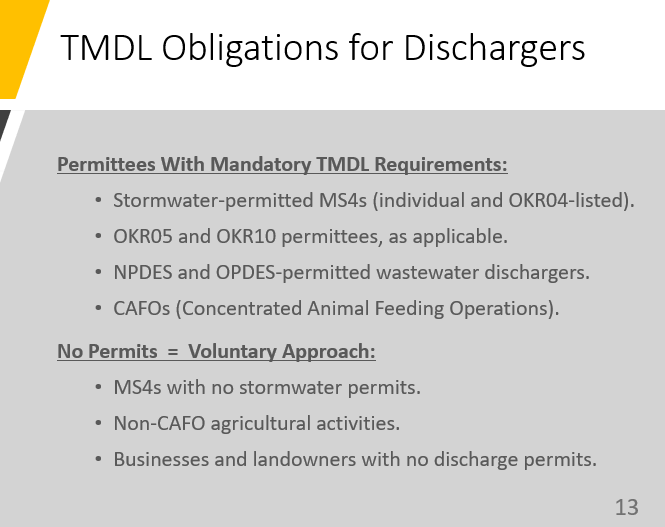 TMDL Obligations for Dischargers
Permittees With Mandatory TMDL Requirements:
• Stormwater-permitted MS4s (individual and OKR04-listed).
• OKR05 and OKR10 permittees, as applicable.
• NPDES and OPDES-permitted wastewater dischargers.
• CAFOs (Concentrated Animal Feeding Operations).
No Permits = Voluntary Approach:
• MS4s with no stormwater permits.
• Non-CAFO agricultural activities.
• Businesses and landowners with no discharge permits.
13